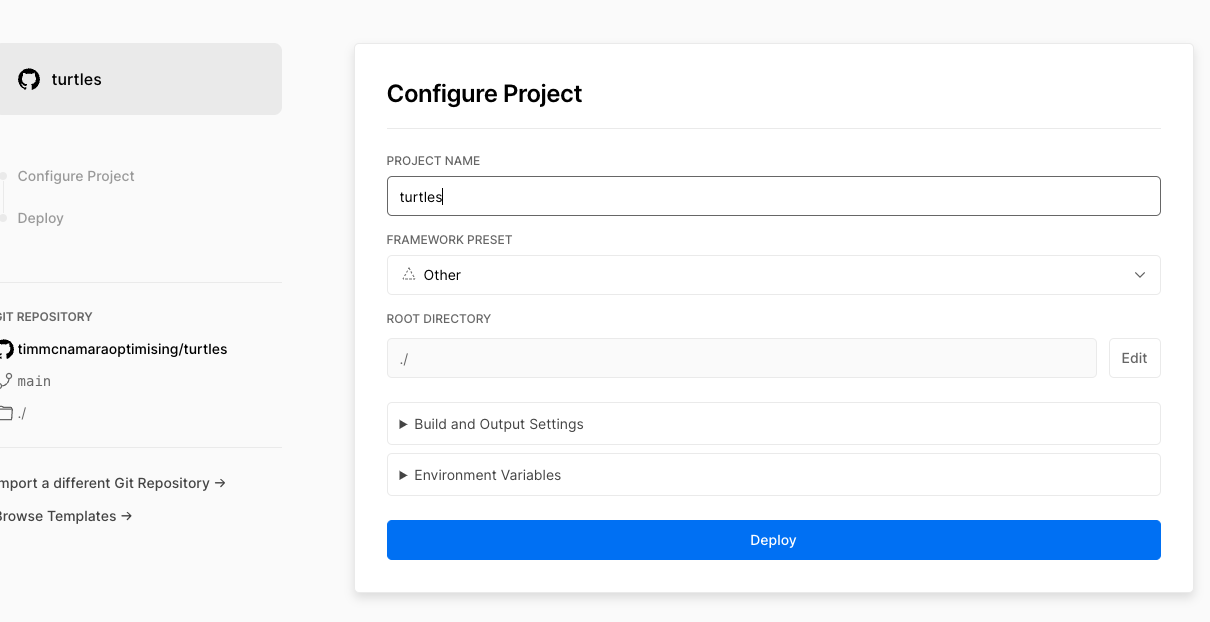 turtles
Configure Project
Deploy
GIT REPOSITORY
timmcnamaraoptimising/turtles
main
./
mport a different Git Repository →
Browse Templates →
Configure Project
PROJECT NAME
turtles
FRAMEWORK PRESET
Other
ROOT DIRECTORY
./
Edit
Build and Output Settings
Environment Variables
Deploy